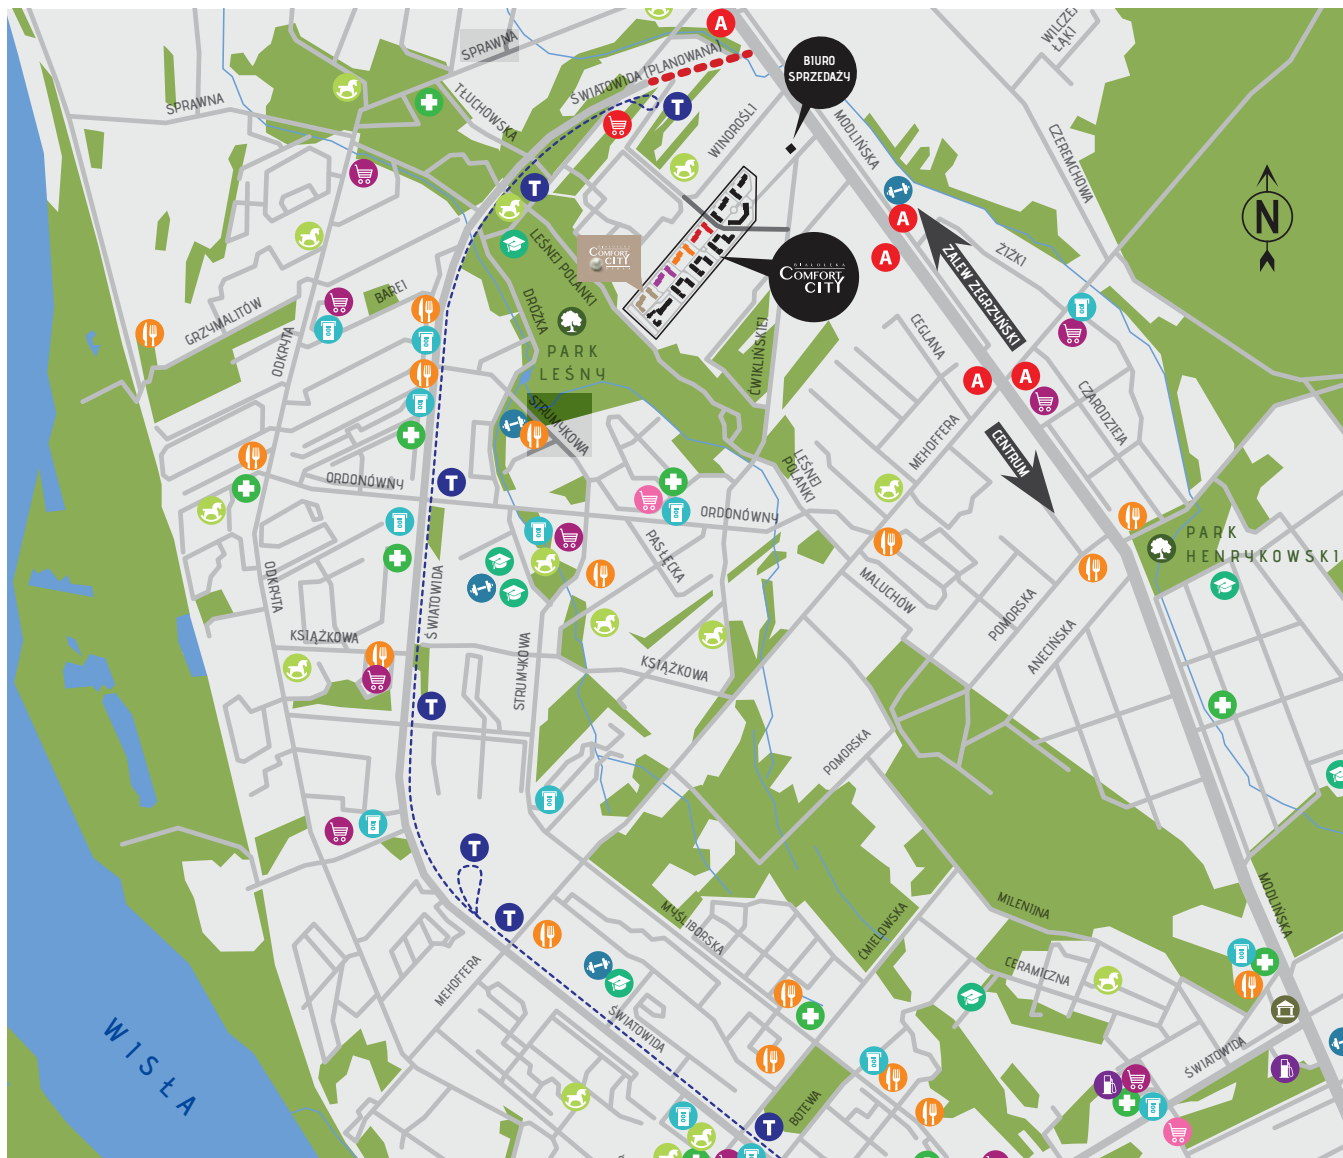 SPRAWNA
ŚWIATOWIDA (PLANOWANA)
A
WILCZE
ŁĄKI
BIURO
SPRZEDAŻY
SPRAWNA
TŁUCHOWSKA
T
WINOROŚLI
MODLIŃSKA
CZEREMCHOWA
T
A
N
LEŚNEJ POLANKI
COMFORT
CITY
BIAŁOŁĘKA
COMFORT
CITY
A
ZALEW ZEGRZYŃSKI
ŻIŻKI
GRZYMALITÓW
BAREI
ODKRYTA
DRÓŻKA
PARK
LEŚNY
ĆWIKLIŃSKIEJ
CEGLANA
A
A
CZARODZIEJA
STRUMYKOWA
MEHOFFERA
CENTRUM
LEŚNEJ
POLANKI
ORDONÓWNY
T
ORDONÓWNY
PASŁĘCKA
PARK
HENRYKOWSKI
ODKRYTA
ŚWIATOWIDA
MALUCHÓW
POMORSKA
ANECIŃSKA
KSIĄŻKOWA
STRUMYKOWA
KSIĄŻKOWA
T
POMORSKA
T
MODLIŃSKA
MILENIJNA
T
MYŚLIBORSKA
ĆMIELOWSKA
CERAMICZNA
MEHOFFERA
ŚWIATOWIDA
WISŁA
ŚWIATOWIDA
BOTEWA
T